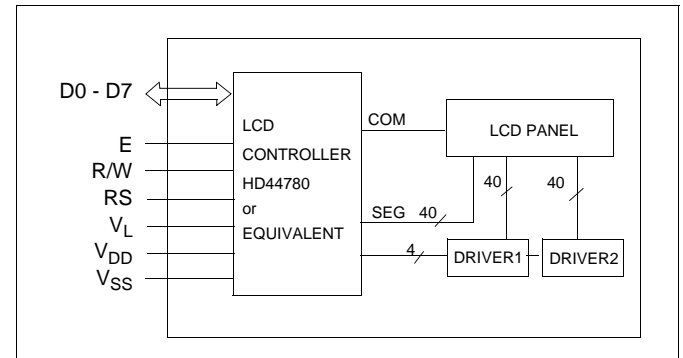 D0 - D7
E
R/W
RS
VL
VDD
VSS
LCD
CONTROLLER
HD44780
or
EQUIVALENT
COM
LCD PANEL
40
40
SEG 40
4
DRIVER1
DRIVER2